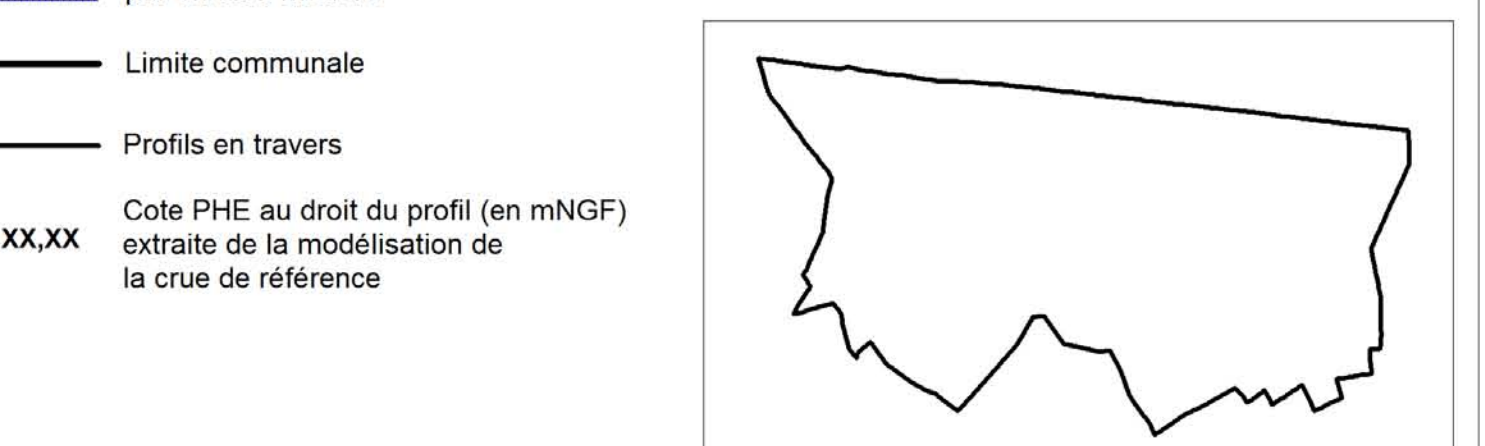 Limite communale
Profils en travers
XX,XX
Cote PHE au droit du profil (en mNGF)
extraite de la modélisation de
la crue de référence